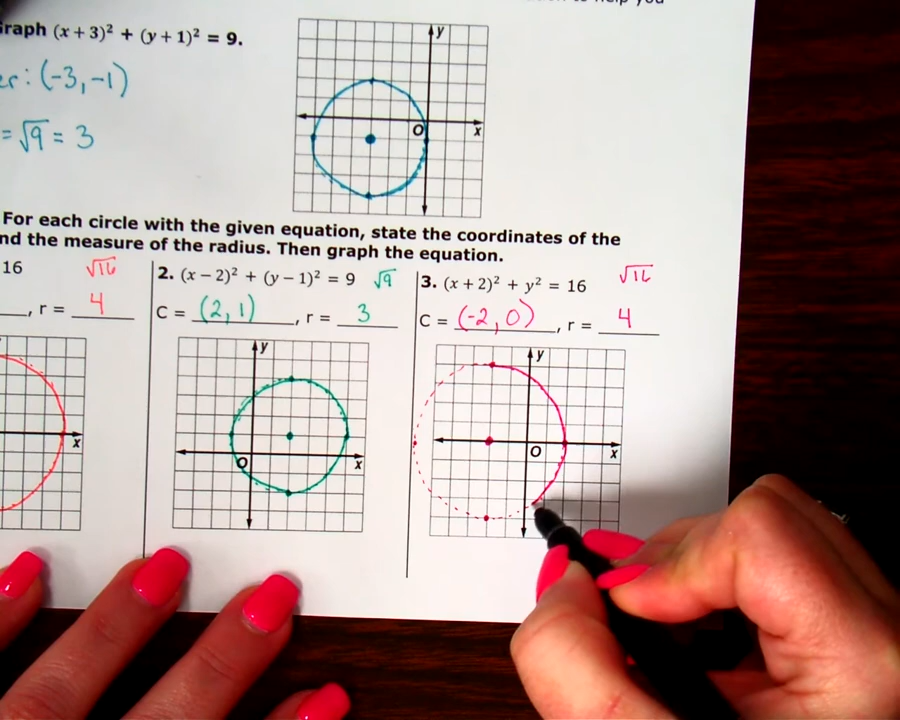 Graph (x + 3)² + (y + 1)² = 9.
er: (-3, -1)
= √9 = 3
y
O
x
For each circle with the given equation, state the coordinates of the
nd the measure of the radius. Then graph the equation.
16 √16
, r = 4
x
2. (x − 2)² + (y − 1)² = 9 √9
C = (2, 1), r = 3
y
O
x
3. (x + 2)² + y² = 16 √16
C = (-2, 0), r = 4
y
O
x